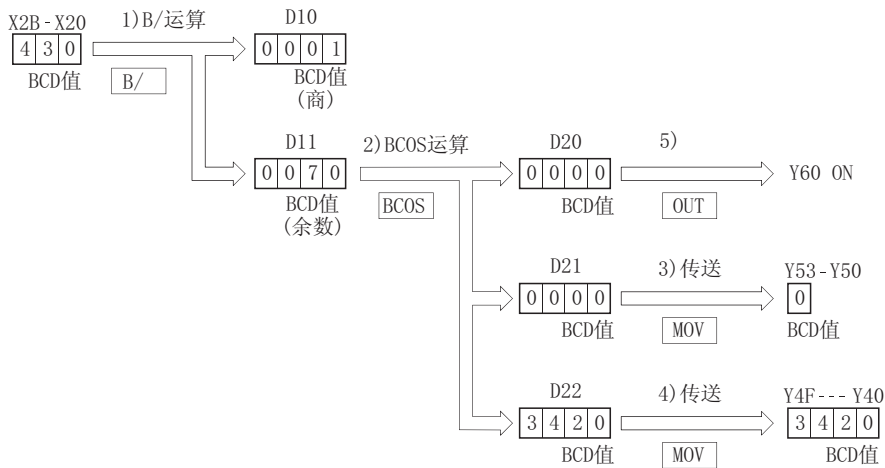 X2B-X20
1)B/运算
D10
4 3 0
0 0 0 1
BCD值
B/
BCD值
(商)
D11
2)BCOS运算
D20
5)
0 0 7 0
0 0 0 0
Y60 ON
BCD值
(余数)
BCOS
BCD值
OUT
D21
3)传送
Y53-Y50
0 0 0 0
0
BCD值
MOV
BCD值
D22
4)传送
Y4F--- Y40
3 4 2 0
3 4 2 0
BCD值
MOV
BCD值